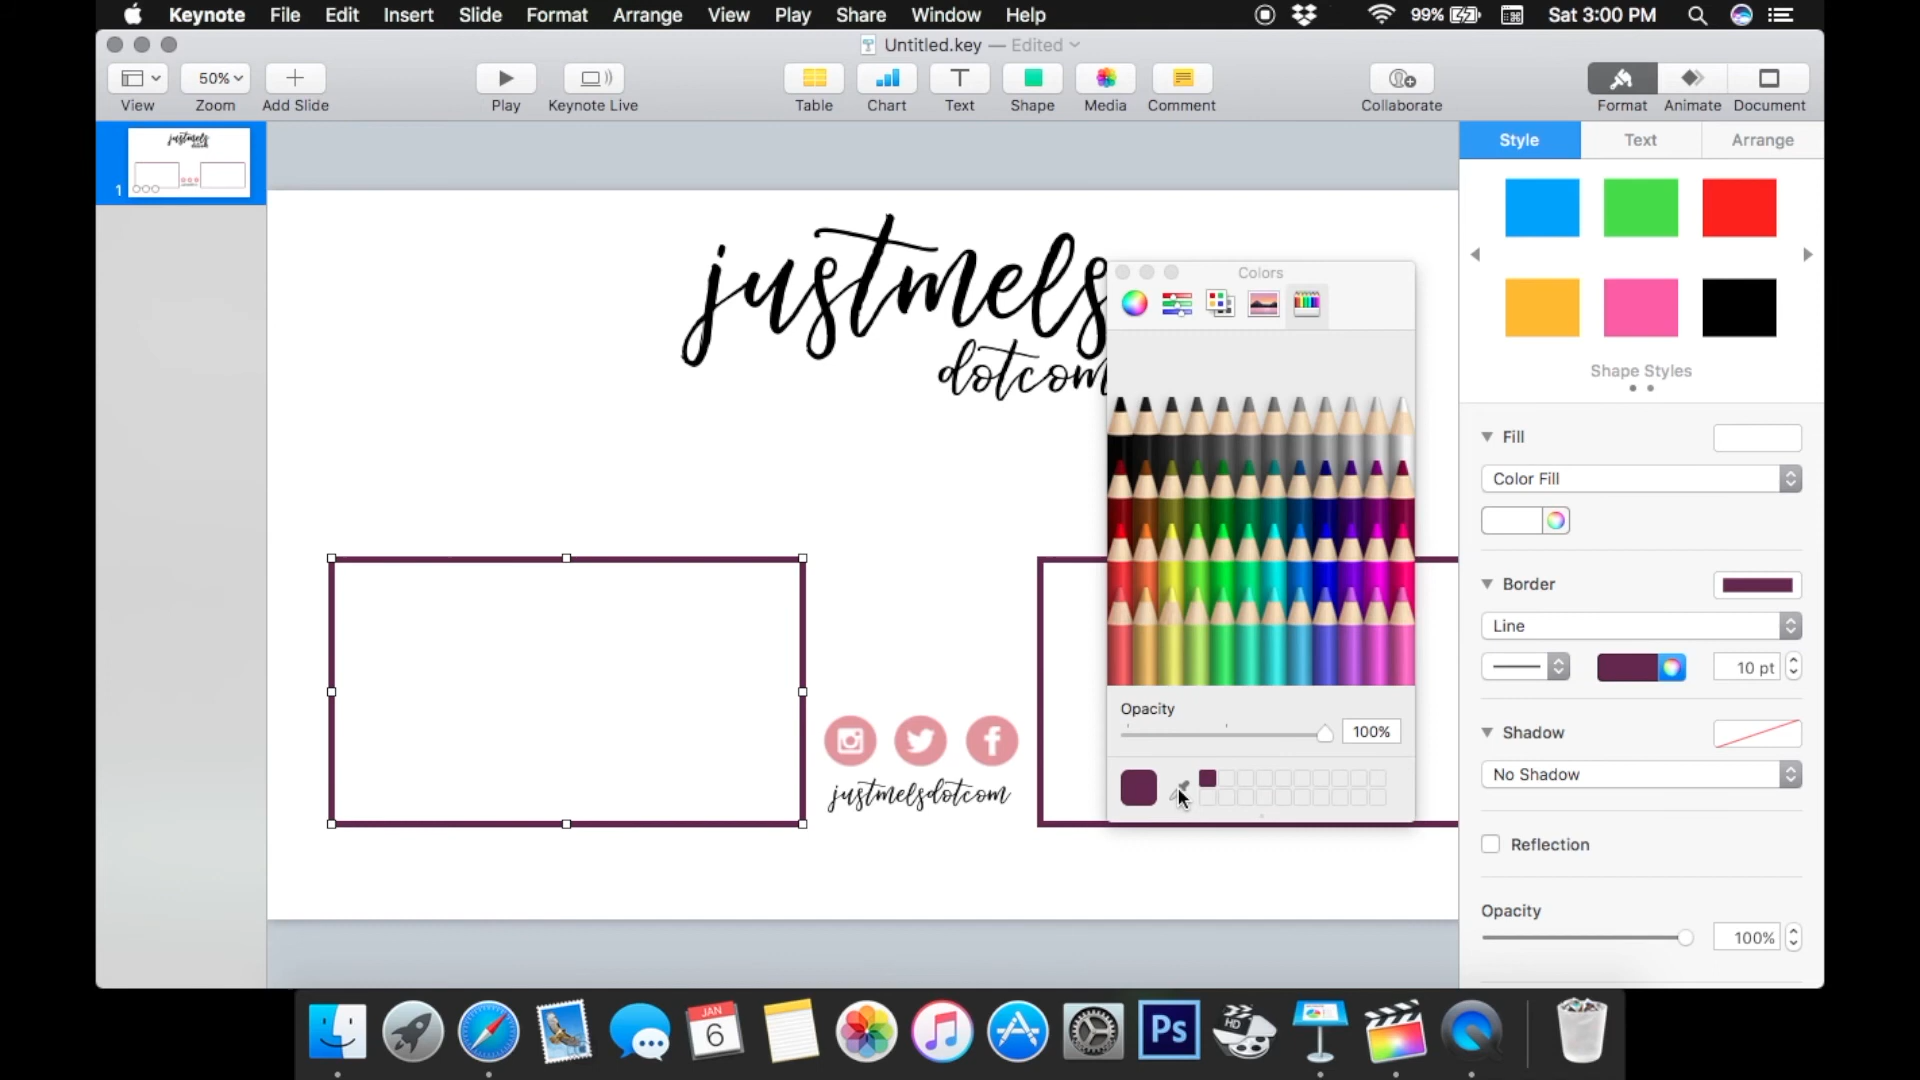 Keynote File Edit Insert Slide Format Arrange View Play Share Window Help 99% Sat 3:00 PM
Untitled.key — Edited
50%
View Zoom Add Slide Play Keynote Live Table Chart Text Shape Media Comment Collaborate Format Animate Document
Style Text Arrange
1
justmels
dotcom
Colors
Shape Styles
Fill
Color Fill
Border
Line
10 pt
Opacity
100%
Shadow
No Shadow
justmelsdotcom
Reflection
Opacity
100%
JAN
6
Ps
HD